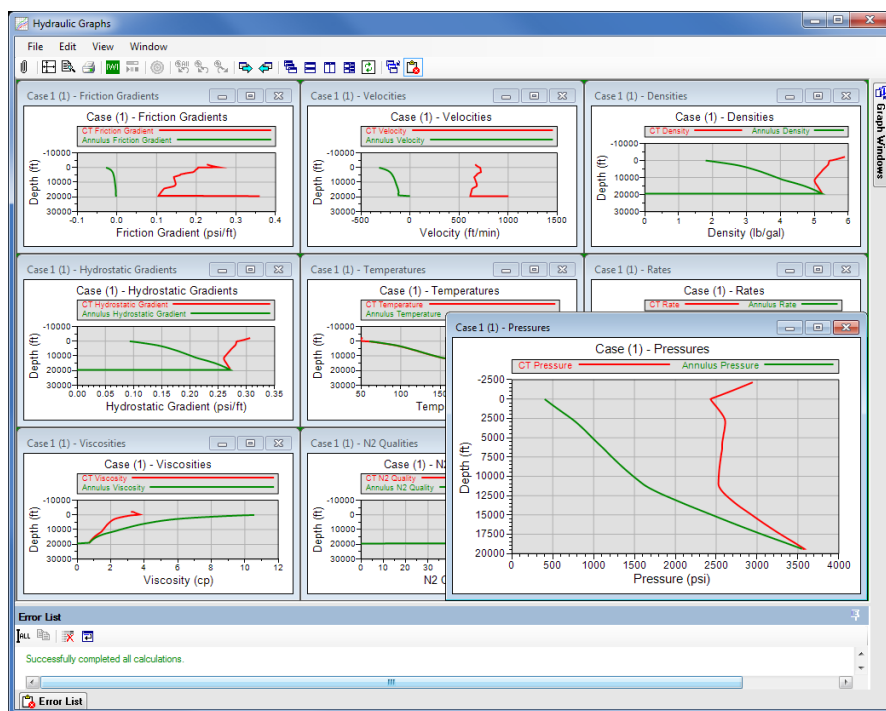 Hydraulic Graphs
File Edit View Window
Case 1 (1) - Friction Gradients
Case (1) - Friction Gradients
CT Friction Gradient
Annulus Friction Gradient
Depth (ft)
-10000
0
10000
20000
30000
-0.1 0.0 0.1 0.2 0.3 0.4
Friction Gradient (psi/ft)
Case 1 (1) - Velocities
Case (1) - Velocities
CT Velocity
Annulus Velocity
Depth (ft)
-10000
0
10000
20000
30000
-500 0 500 1000 1500
Velocity (ft/min)
Case 1 (1) - Densities
Case (1) - Densities
CT Density Annulus Density
Depth (ft)
-10000
0
10000
20000
30000
0 1 2 3 4 5 6
Density (lb/gal)
Graph Windows
Case 1 (1) - Hydrostatic Gradients
Case (1) - Hydrostatic Gradients
CT Hydrostatic Gradient
Annulus Hydrostatic Gradient
Depth (ft)
-10000
0
10000
20000
30000
0.00 0.05 0.10 0.15 0.20 0.25 0.30 0.35
Hydrostatic Gradient (psi/ft)
Case 1 (1) - Temperatures
Case (1) - Temperatures
CT Temperature
Annulus Temperature
Depth (ft)
-10000
0
10000
20000
30000
50 100 150
Temp
Case 1 (1) - Rates
Case (1) - Rates
CT Rate Annulus Rate
Case 1 (1) - Pressures
Case (1) - Pressures
CT Pressure Annulus Pressure
Depth (ft)
-2500
0
2500
5000
7500
10000
12500
15000
17500
20000
0 500 1000 1500 2000 2500 3000 3500 4000
Pressure (psi)
Case 1 (1) - Viscosities
Case (1) - Viscosities
CT Viscosity
Annulus Viscosity
Depth (ft)
-10000
0
10000
20000
30000
0 2 4 6 8 10 12
Viscosity (cp)
Case 1 (1) - N2 Qualities
Case (1) - N2
CT N2 Quality
Annulus N2 Quality
Depth (ft)
-10000
0
10000
20000
30000
0 5 10 15 20 25 30 35
N2 Q
Error List
ALL
Successfully completed all calculations.
Error List